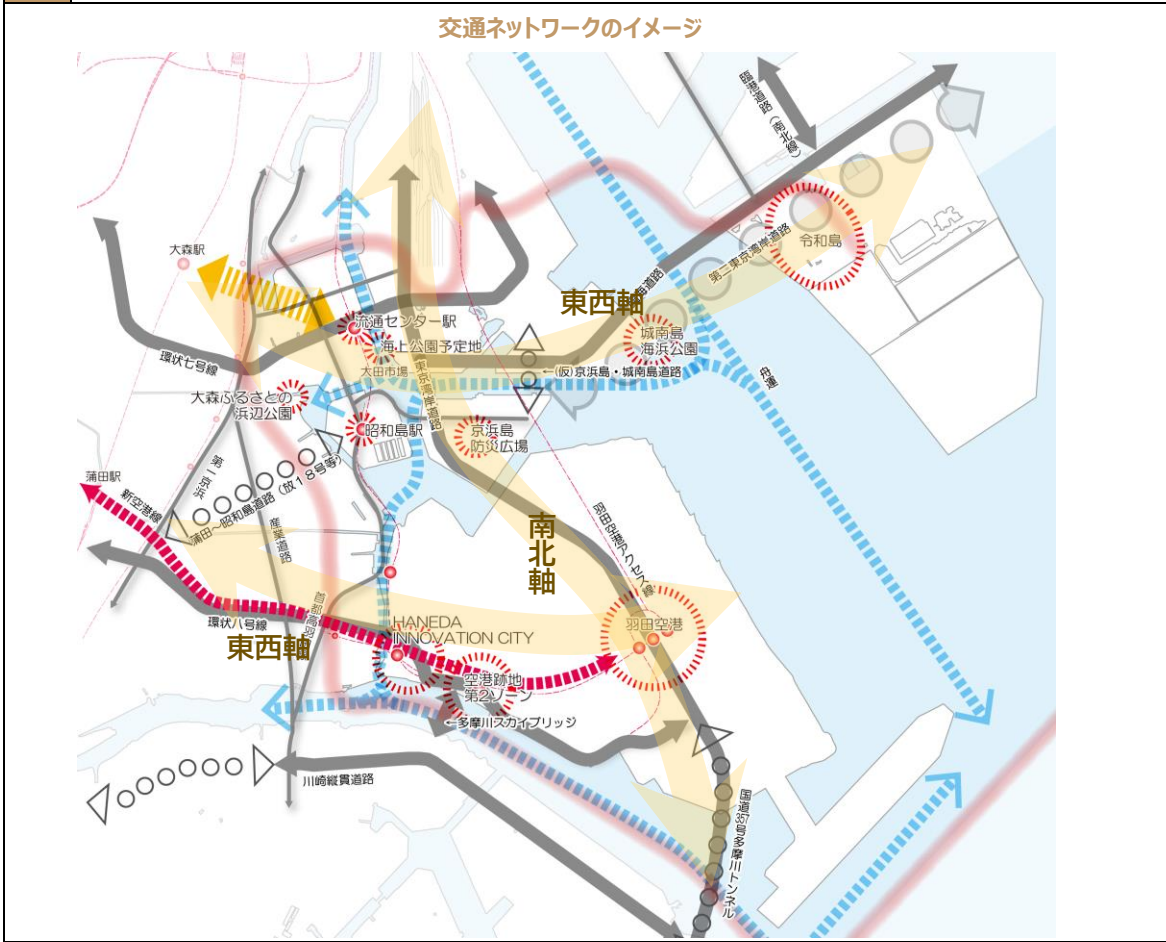 交通ネットワークのイメージ
臨港道路(南北線)
大森駅
令和島
第二東京湾岸道路
東西軸
流通センター駅
城南島
海浜公園
海上公園予定地
環状七号線
大田市場
←(仮)京浜島・城南島道路
舟運
東京湾岸道路
大森ふるさとの
浜辺公園
昭和島駅
京浜島
防災広場
蒲田駅
新空港線
第一京浜
蒲田~昭和島道路(放18号等)
産業道路
南北軸
羽田空港アクセス線
首都高羽田線
環状八号線
HANEDA
INNOVATION CITY
羽田空港
東西軸
空港跡地
第2ゾーン
←多摩川スカイブリッジ
川崎縦貫道路
国道357号多摩川トンネル